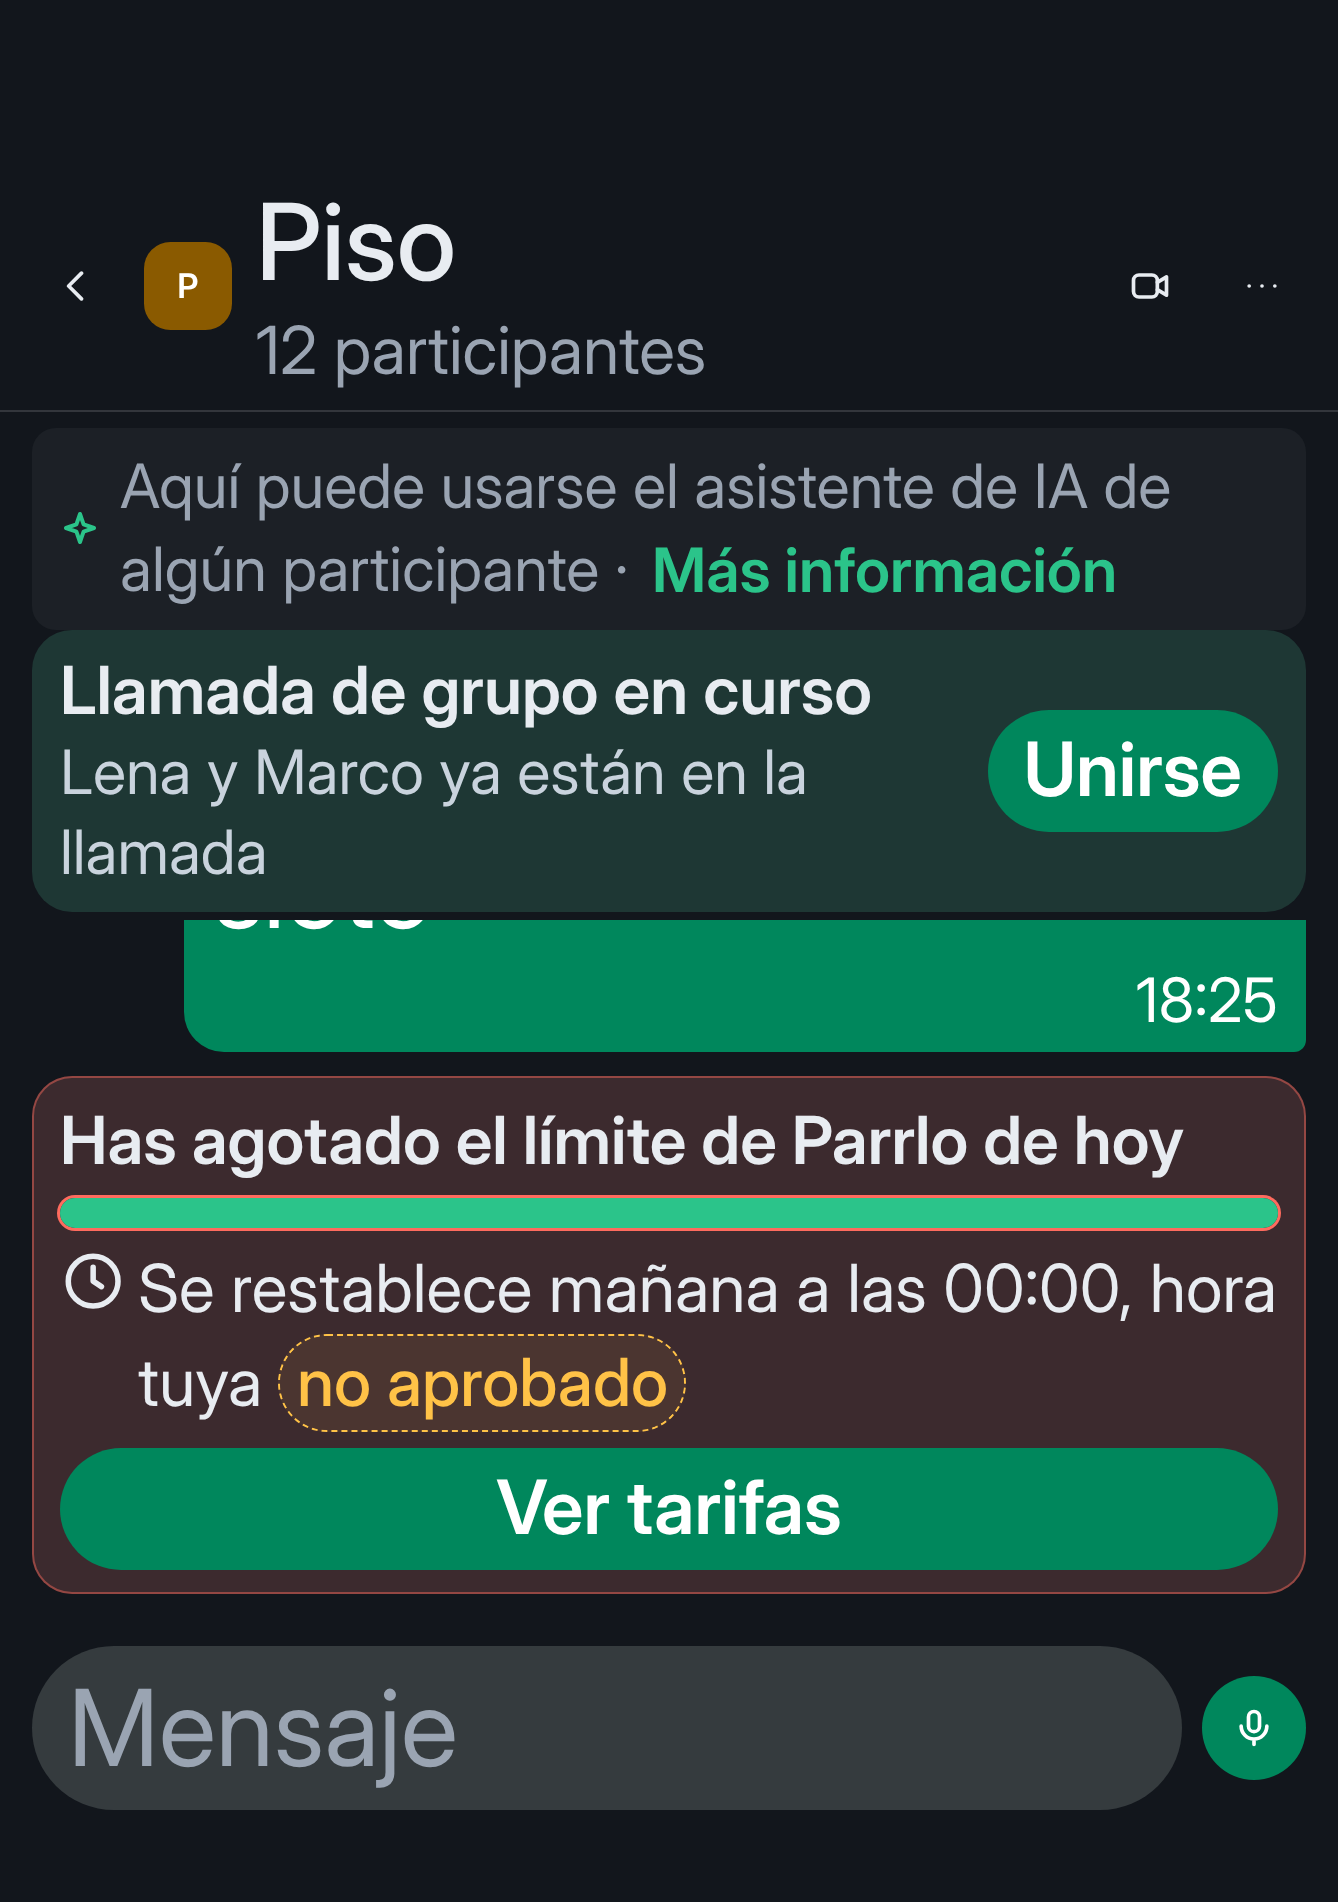 Piso
P
12 participantes
Aquí puede usarse el asistente de IA de
algún participante · Más información
Llamada de grupo en curso
Lena y Marco ya están en la
llamada
Unirse
18:25
Has agotado el límite de Parrlo de hoy
Se restablece mañana a las 00:00, hora
tuya no aprobado
Ver tarifas
Mensaje